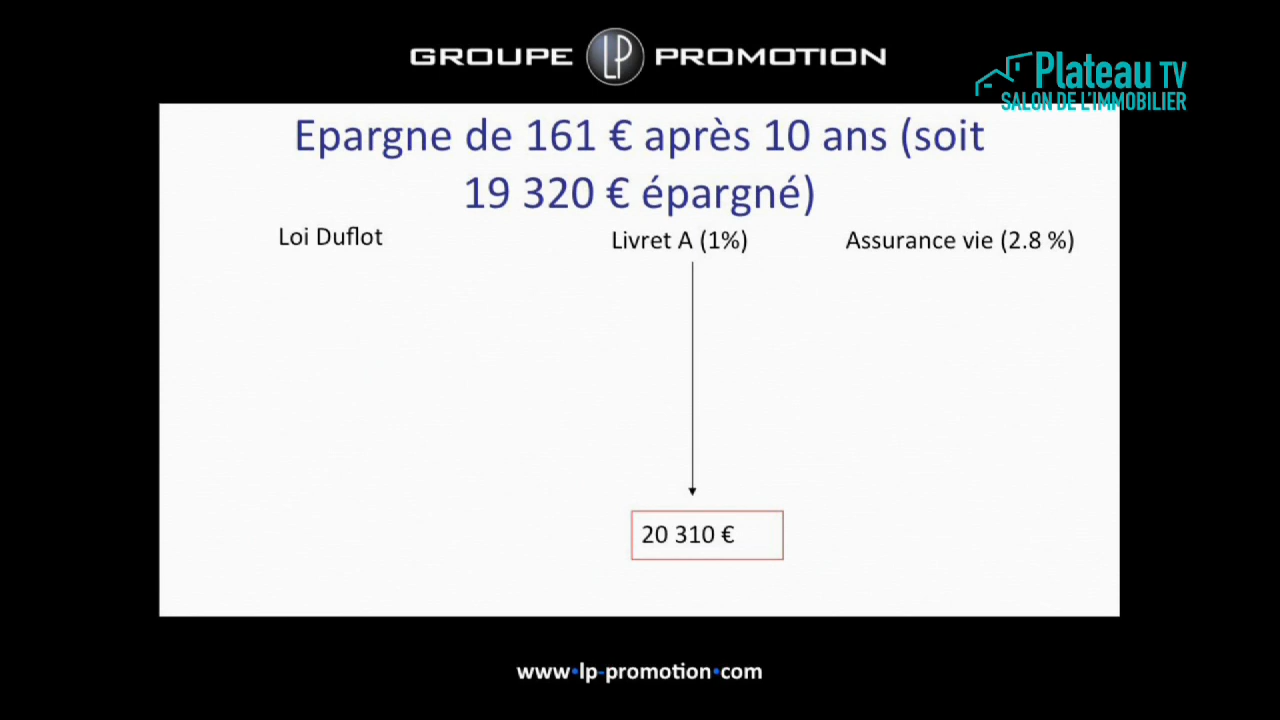 GROUPE LP PROMOTION
Plateau TV
SALON DE L'IMMOBILIER
Epargne de 161 € après 10 ans (soit
19 320 € épargné)
Loi Duflot
Livret A (1%)
Assurance vie (2.8 %)
20 310 €
www•lp-promotion•com